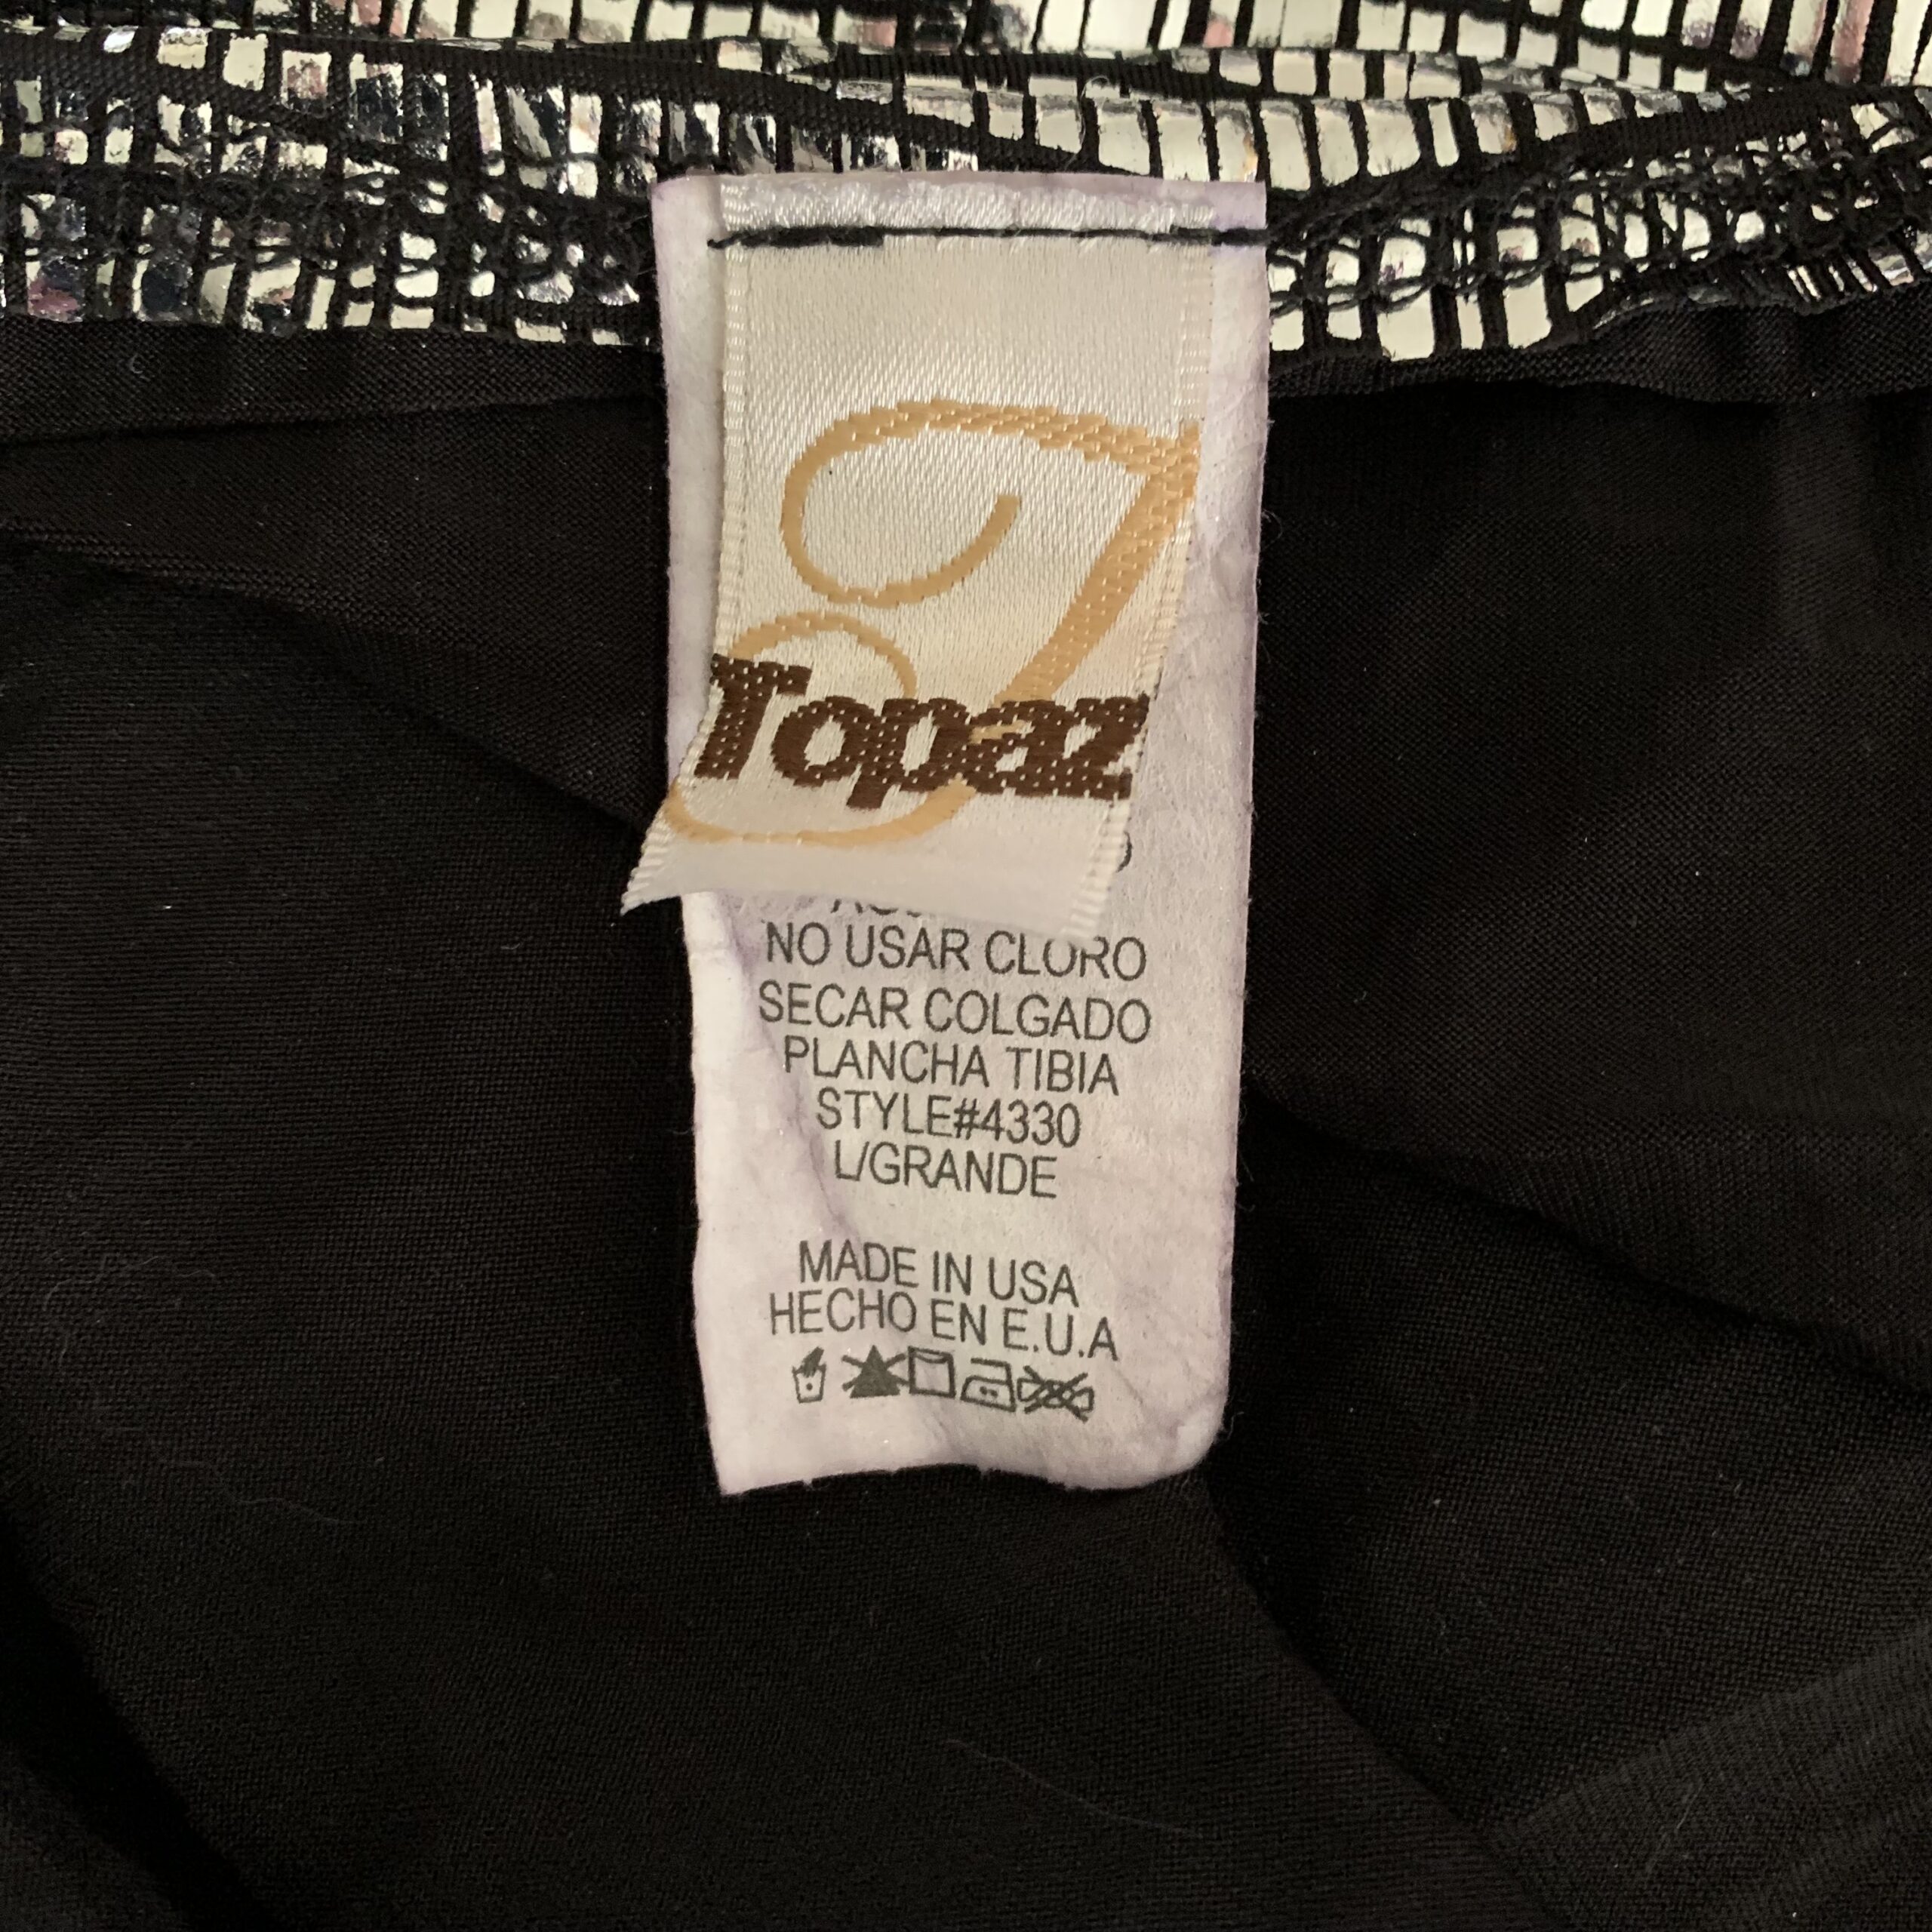 Topaz
NO USAR CLORO
SECAR COLGADO
PLANCHA TIBIA
STYLE#4330
L/GRANDE
MADE IN USA
HECHO EN E.U.A